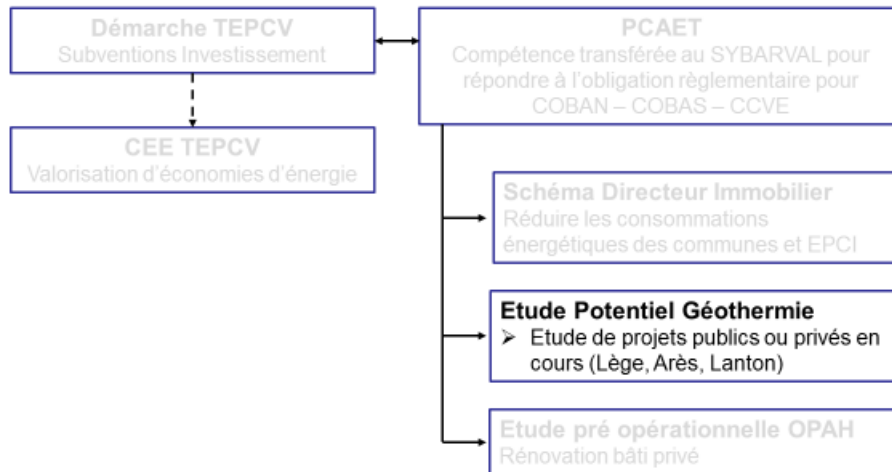 Démarche TEPCV
Subventions Investissement
PCAET
Compétence transférée au SYBARVAL pour
répondre à l'obligation règlementaire pour
COBAN – COBAS – CCVE
CEE TEPCV
Valorisation d'économies d'énergie
Schéma Directeur Immobilier
Réduire les consommations
énergétiques des communes et EPCI
Etude Potentiel Géothermie
➢ Etude de projets publics ou privés en
cours (Lège, Arès, Lanton)
Etude pré opérationnelle OPAH
Rénovation bâti privé